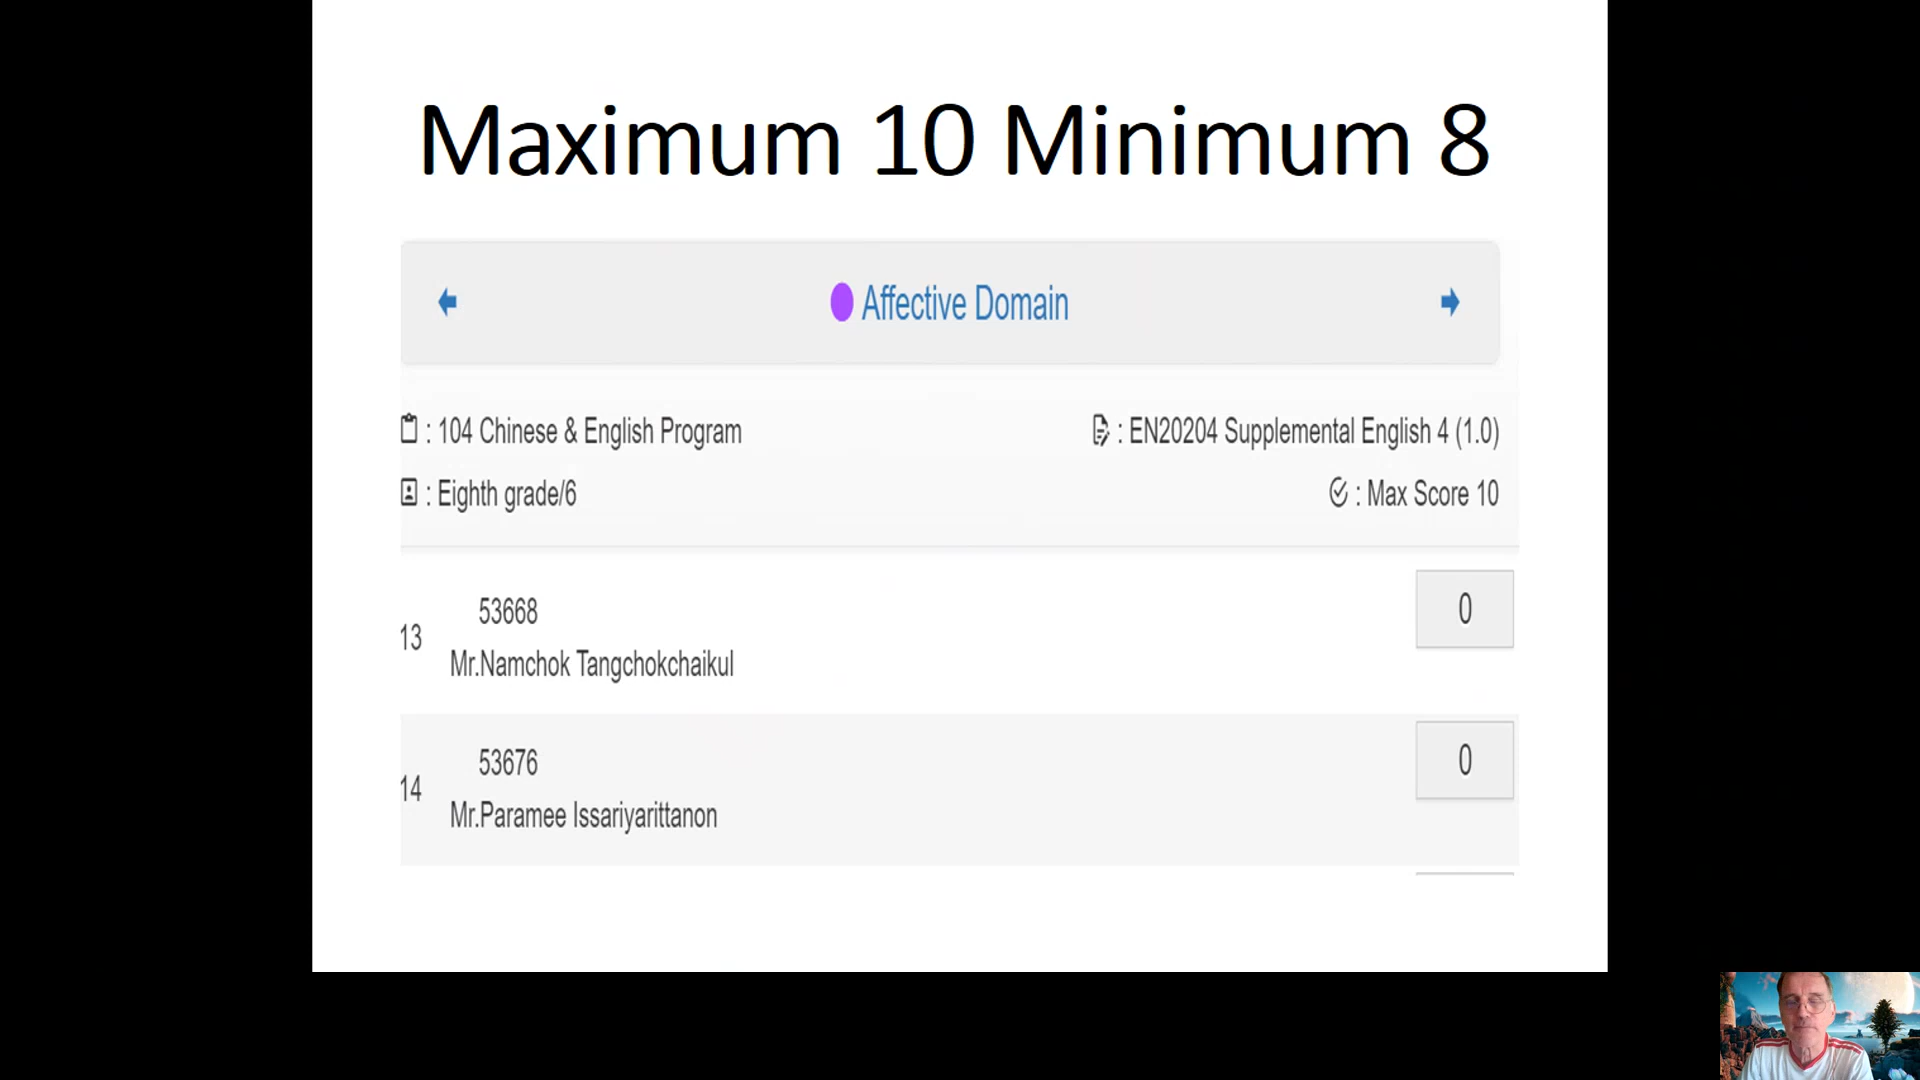 Maximum 10 Minimum 8
Affective Domain
: 104 Chinese & English Program
: EN20204 Supplemental English 4 (1.0)
: Eighth grade/6
: Max Score 10
13
53668
Mr.Namchok Tangchokchaikul
0
14
53676
Mr.Paramee Issariyarittanon
0